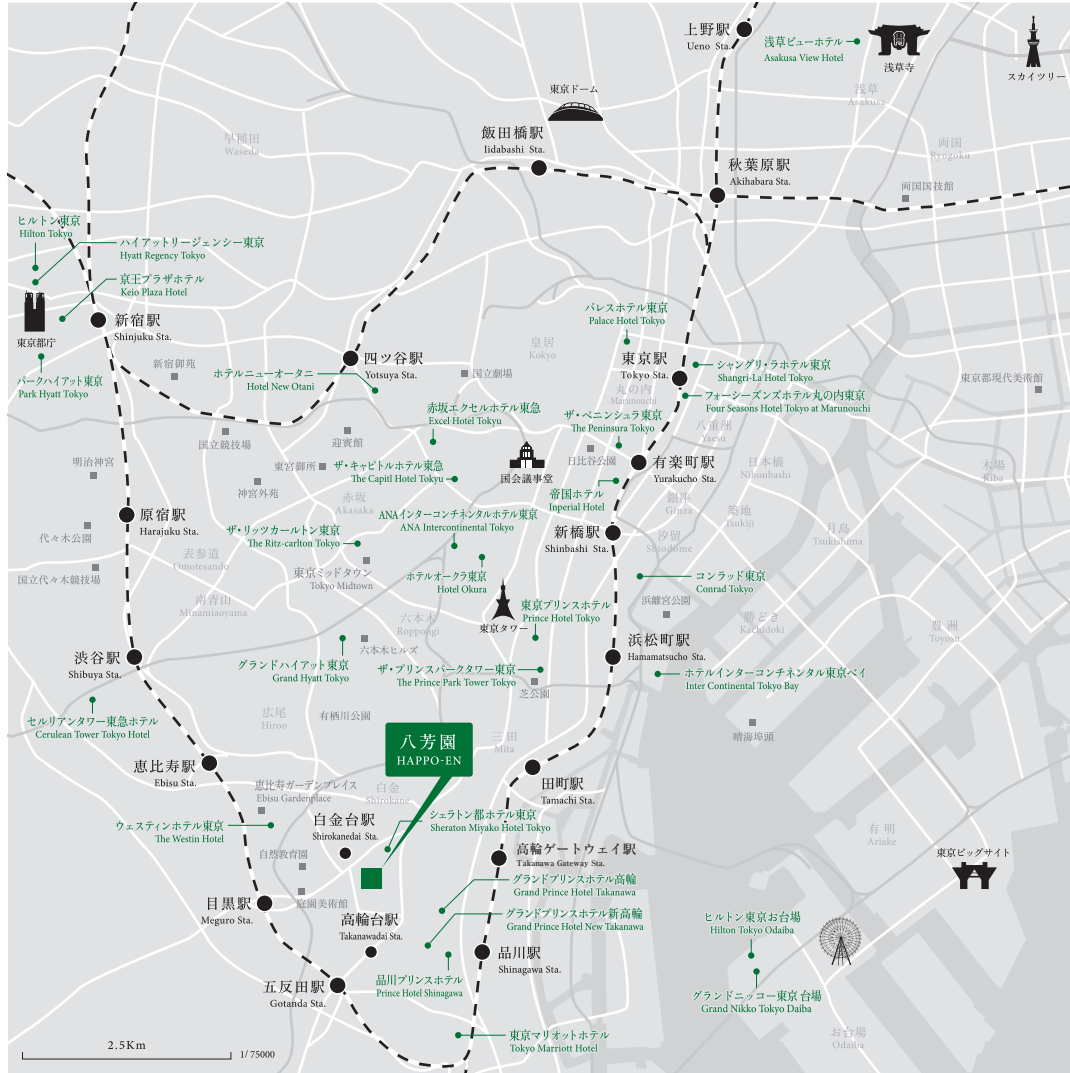 上野駅
Ueno Sta.
浅草ビューホテル
Asakusa View Hotel
浅草寺
スカイツリー
浅草
Asakusa
東京ドーム
飯田橋駅
Iidabashi Sta.
早稲田
Waseda
両国
Ryogoku
秋葉原駅
Akihabara Sta.
両国国技館
ヒルトン東京
Hilton Tokyo
ハイアットリージェンシー東京
Hyatt Regency Tokyo
京王プラザホテル
Keio Plaza Hotel
東京都庁
新宿駅
Shinjuku Sta.
パークハイアット東京
Park Hyatt Tokyo
新宿御苑
四ツ谷駅
Yotsuya Sta.
ホテルニューオータニ
Hotel New Otani
国立劇場
皇居
Kokyo
パレスホテル東京
Palace Hotel Tokyo
東京駅
Tokyo Sta.
丸の内
Marunouchi
シャングリ・ラホテル東京
Shangri-La Hotel Tokyo
フォーシーズンズホテル丸の内東京
Four Seasons Hotel Tokyo at Marunouchi
東京都現代美術館
赤坂エクセルホテル東急
Excel Hotel Tokyu
ザ・ペニンシュラ東京
The Peninsura Tokyo
八重洲
Yaesu
国立競技場
迎賓館
明治神宮
東宮御所
神宮外苑
ザ・キャピトルホテル東急
The Capitl Hotel Tokyu
国会議事堂
日比谷公園
有楽町駅
Yurakucho Sta.
日本橋
Nihonbashi
木場
Kiba
赤坂
Akasaka
帝国ホテル
Inperial Hotel
銀座
Ginza
築地
Tsukiji
月島
Tsukishima
原宿駅
Harajuku Sta.
代々木公園
ANAインターコンチネンタルホテル東京
ANA Intercontinental Tokyo
ザ・リッツカールトン東京
The Ritz-carlton Tokyo
新橋駅
Shinbashi Sta.
汐留
Shiodome
表参道
Omotesando
国立代々木競技場
東京ミッドタウン
Tokyo Midtown
ホテルオークラ東京
Hotel Okura
コンラッド東京
Conrad Tokyo
南青山
Minamiaoyama
六本木
Roppongi
東京タワー
東京プリンスホテル
Prince Hotel Tokyo
浜離宮公園
勝どき
Kachidoki
豊洲
Toyosu
渋谷駅
Shibuya Sta.
六本木ヒルズ
グランドハイアット東京
Grand Hyatt Tokyo
ザ・プリンスパークタワー東京
The Prince Park Tower Tokyo
芝公園
浜松町駅
Hamamatsucho Sta.
ホテルインターコンチネンタル東京ベイ
Inter Continental Tokyo Bay
セルリアンタワー東急ホテル
Cerulean Tower Tokyo Hotel
広尾
Hiroo
有栖川公園
八芳園
HAPPO-EN
三田
Mita
晴海埠頭
恵比寿駅
Ebisu Sta.
恵比寿ガーデンプレイス
Ebisu Gardenplace
白金
Shirokane
田町駅
Tamachi Sta.
ウェスティンホテル東京
The Westin Hotel
白金台駅
Shirokanedai Sta.
シェラトン都ホテル東京
Sheraton Miyako Hotel Tokyo
有明
Ariake
自然教育園
高輪ゲートウェイ駅
Takanawa Gateway Sta.
東京ビッグサイト
庭園美術館
グランドプリンスホテル高輪
Grand Prince Hotel Takanawa
目黒駅
Meguro Sta.
高輪台駅
Takanawadai Sta.
グランドプリンスホテル新高輪
Grand Prince Hotel New Takanawa
ヒルトン東京お台場
Hilton Tokyo Odaiba
品川駅
Shinagawa Sta.
五反田駅
Gotanda Sta.
品川プリンスホテル
Prince Hotel Shinagawa
グランドニッコー東京 台場
Grand Nikko Tokyo Daiba
東京マリオットホテル
Tokyo Marriott Hotel
お台場
Odaiba
2.5Km
1/ 75000